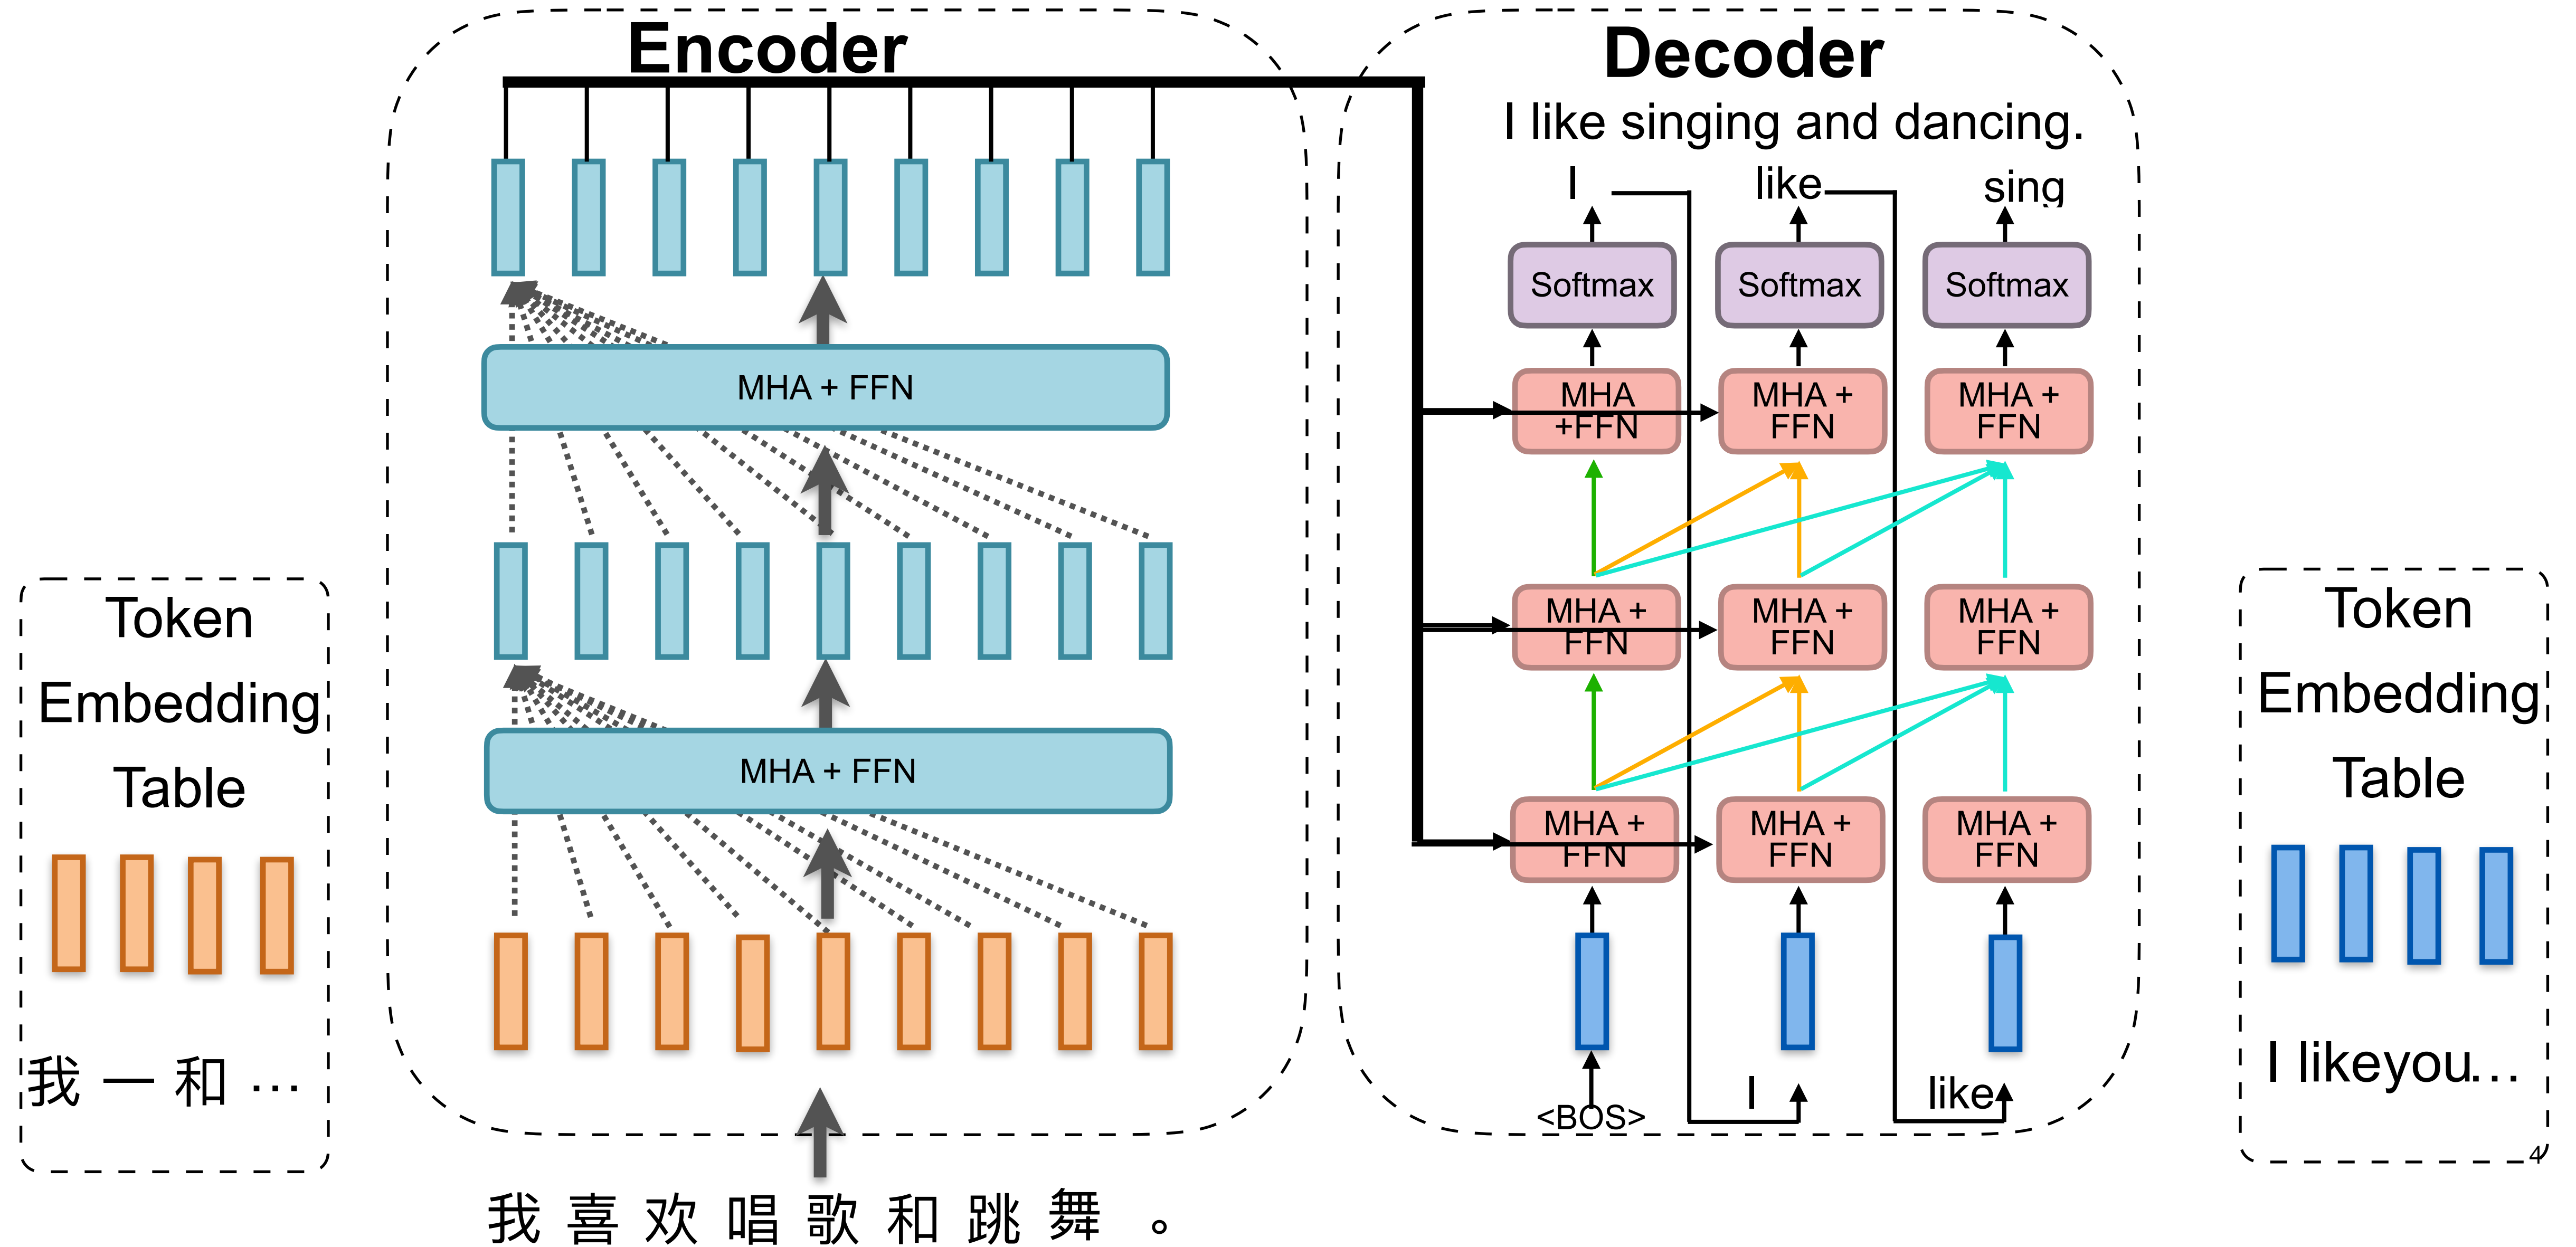 Encoder
Decoder
I like singing and dancing.
I
like
sing
Softmax
Softmax
Softmax
MHA + FFN
MHA
+FFN
MHA +
FFN
MHA +
FFN
MHA +
FFN
MHA +
FFN
MHA +
FFN
MHA + FFN
MHA +
FFN
MHA +
FFN
MHA +
FFN
Token
Embedding
Table
我 一 和 …
Token
Embedding
Table
I likeyou…
<BOS>
I
like
4
我 喜 欢 唱 歌 和 跳 舞 。